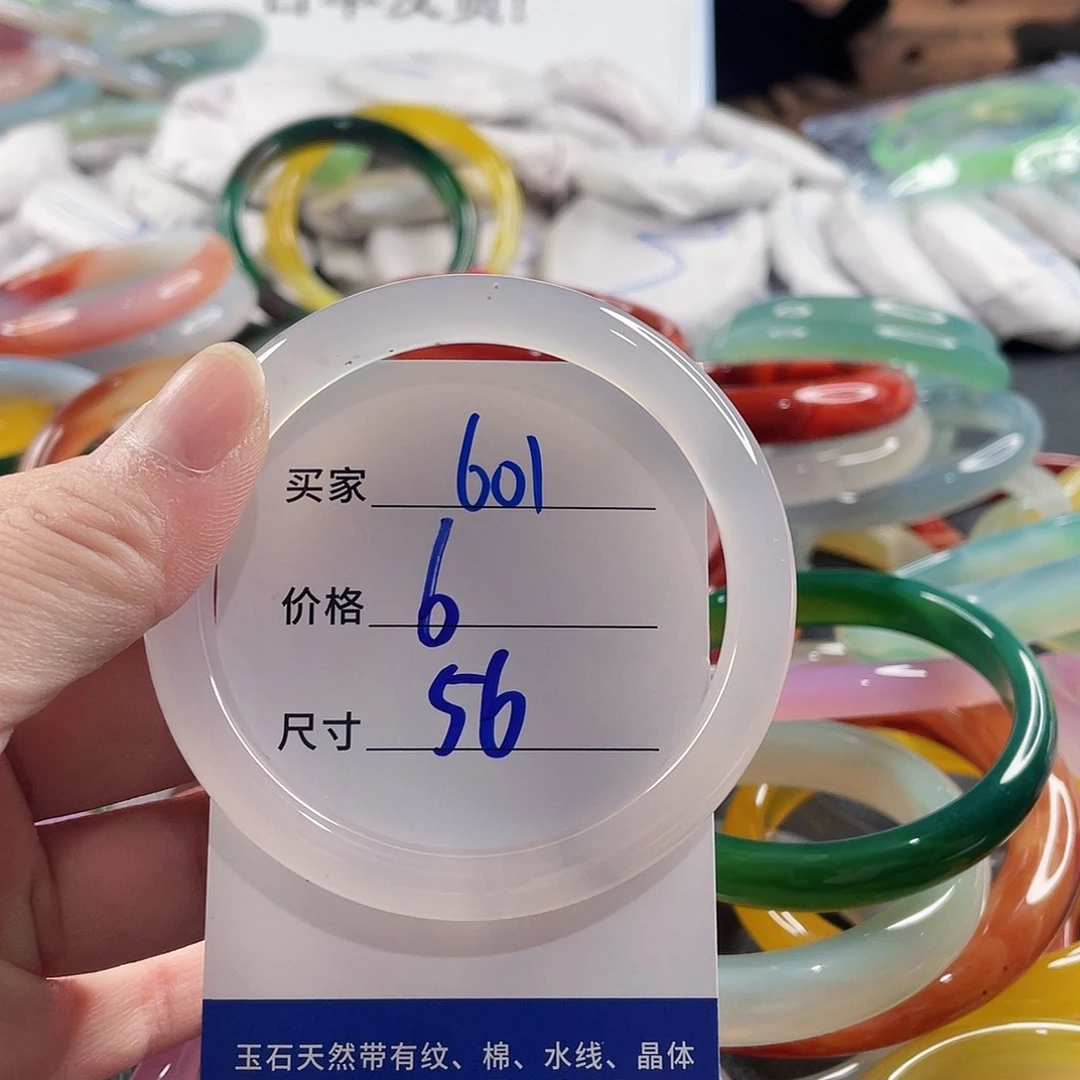 买家 601
价格 6
尺寸 56
玉石天然带有纹、棉、水线、晶体